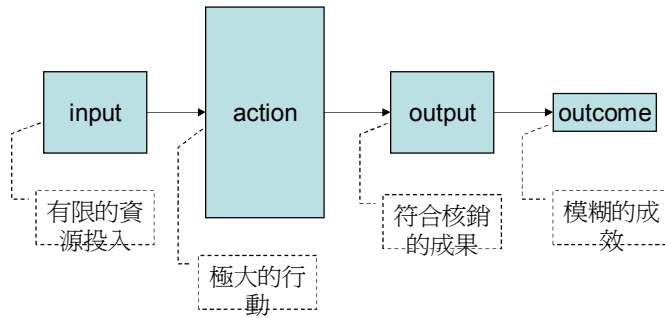 input
action
output
outcome
有限的資
源投入
極大的行
動
符合核銷
的成果
模糊的成
效